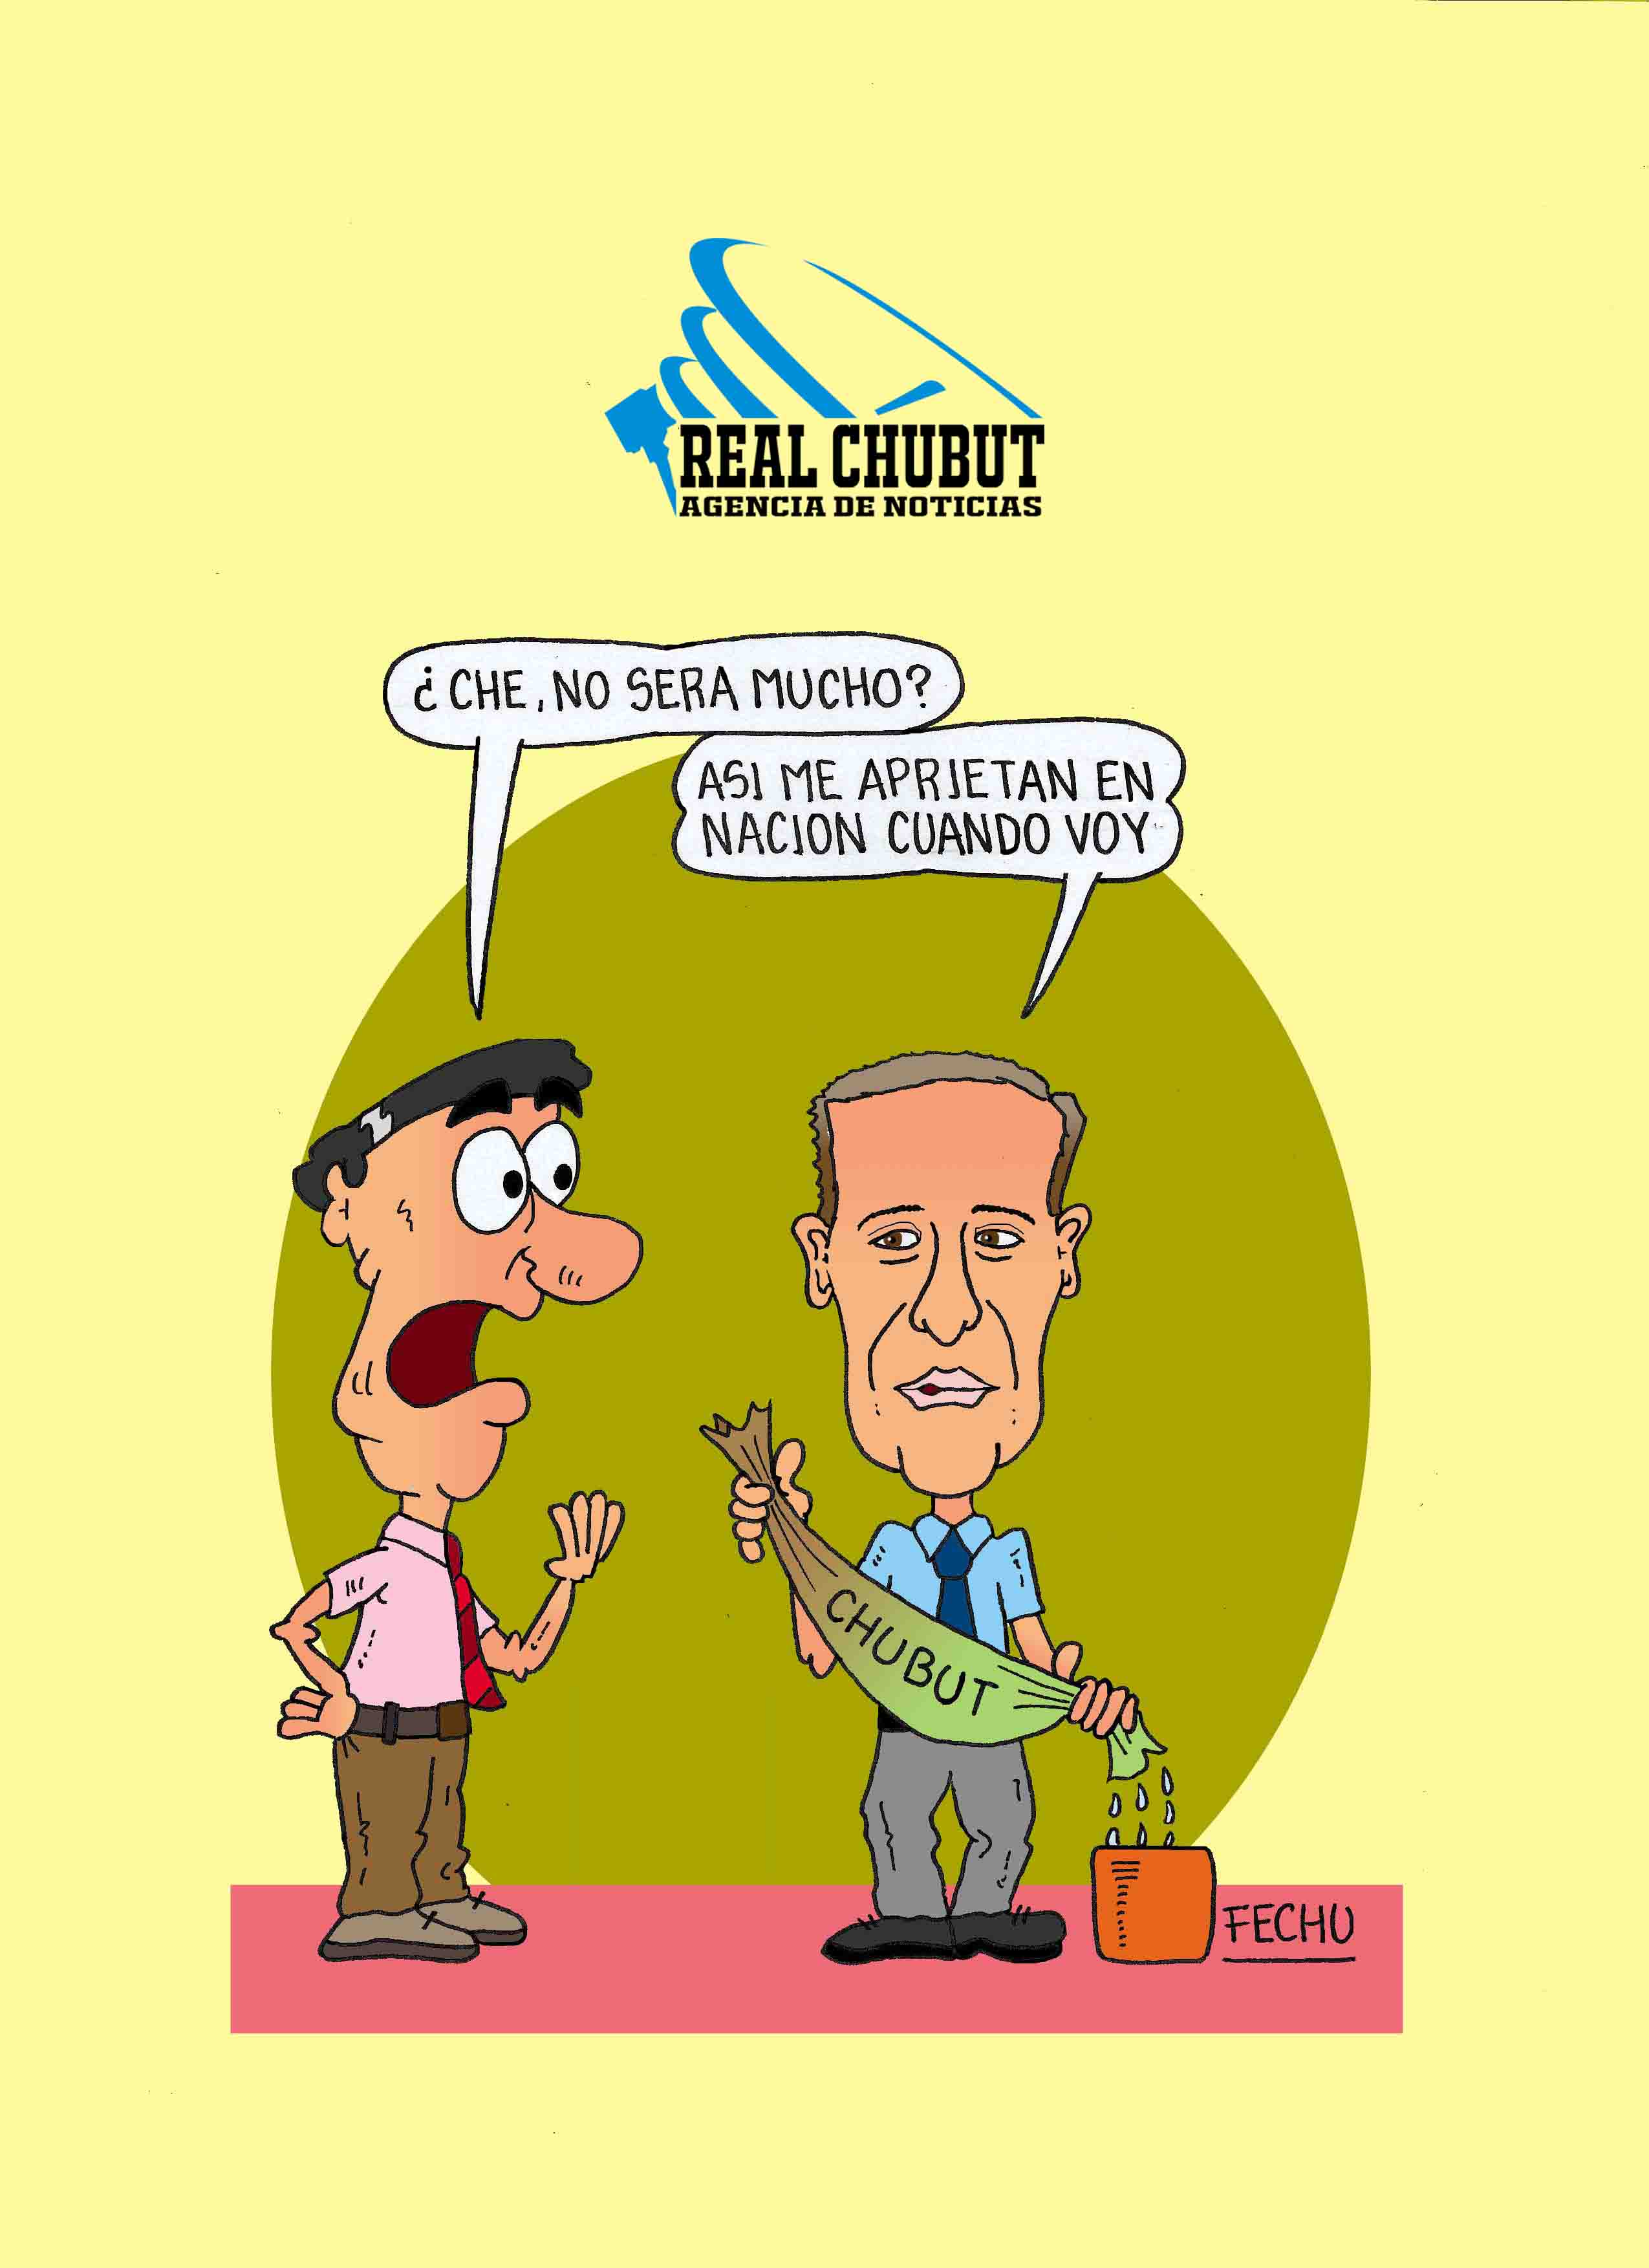 REAL CHUBUT
AGENCIA DE NOTICIAS
¿CHE, NO SERA MUCHO?
ASI ME APRIETAN EN
NACION CUANDO VOY
CHUBUT
FECHU